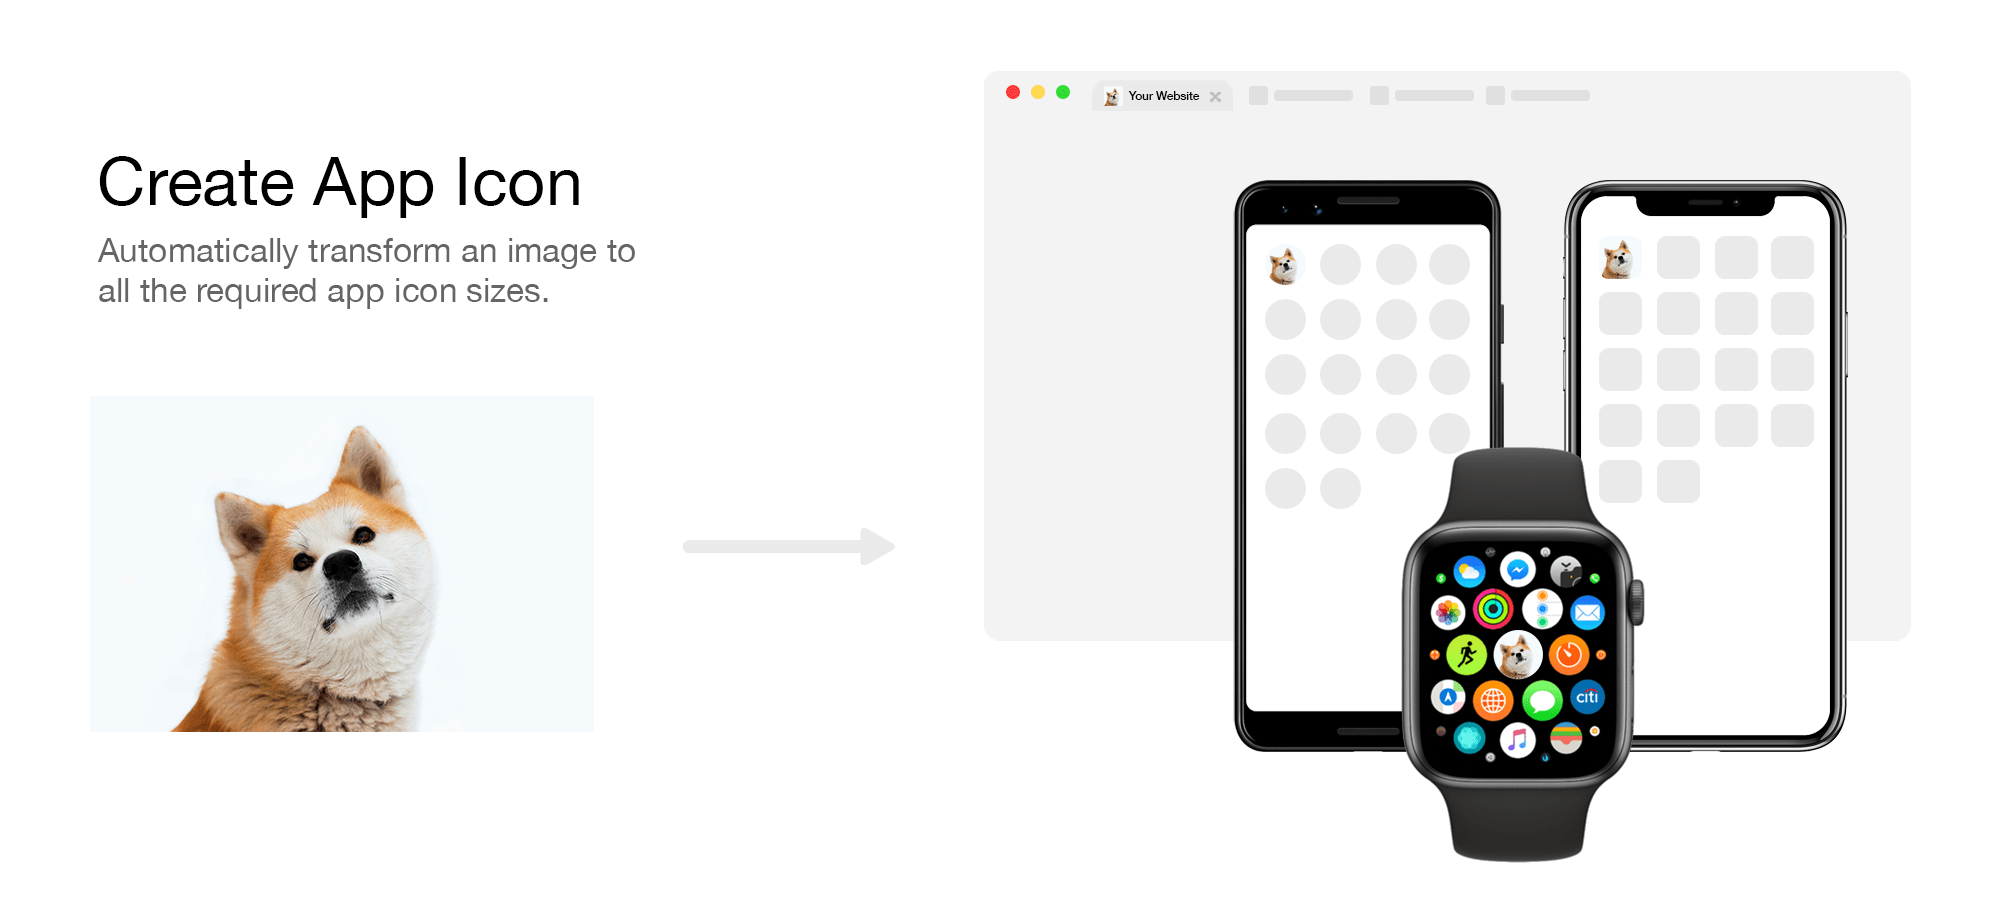 Create App Icon
Automatically transform an image to
all the required app icon sizes.
Your Website
citi